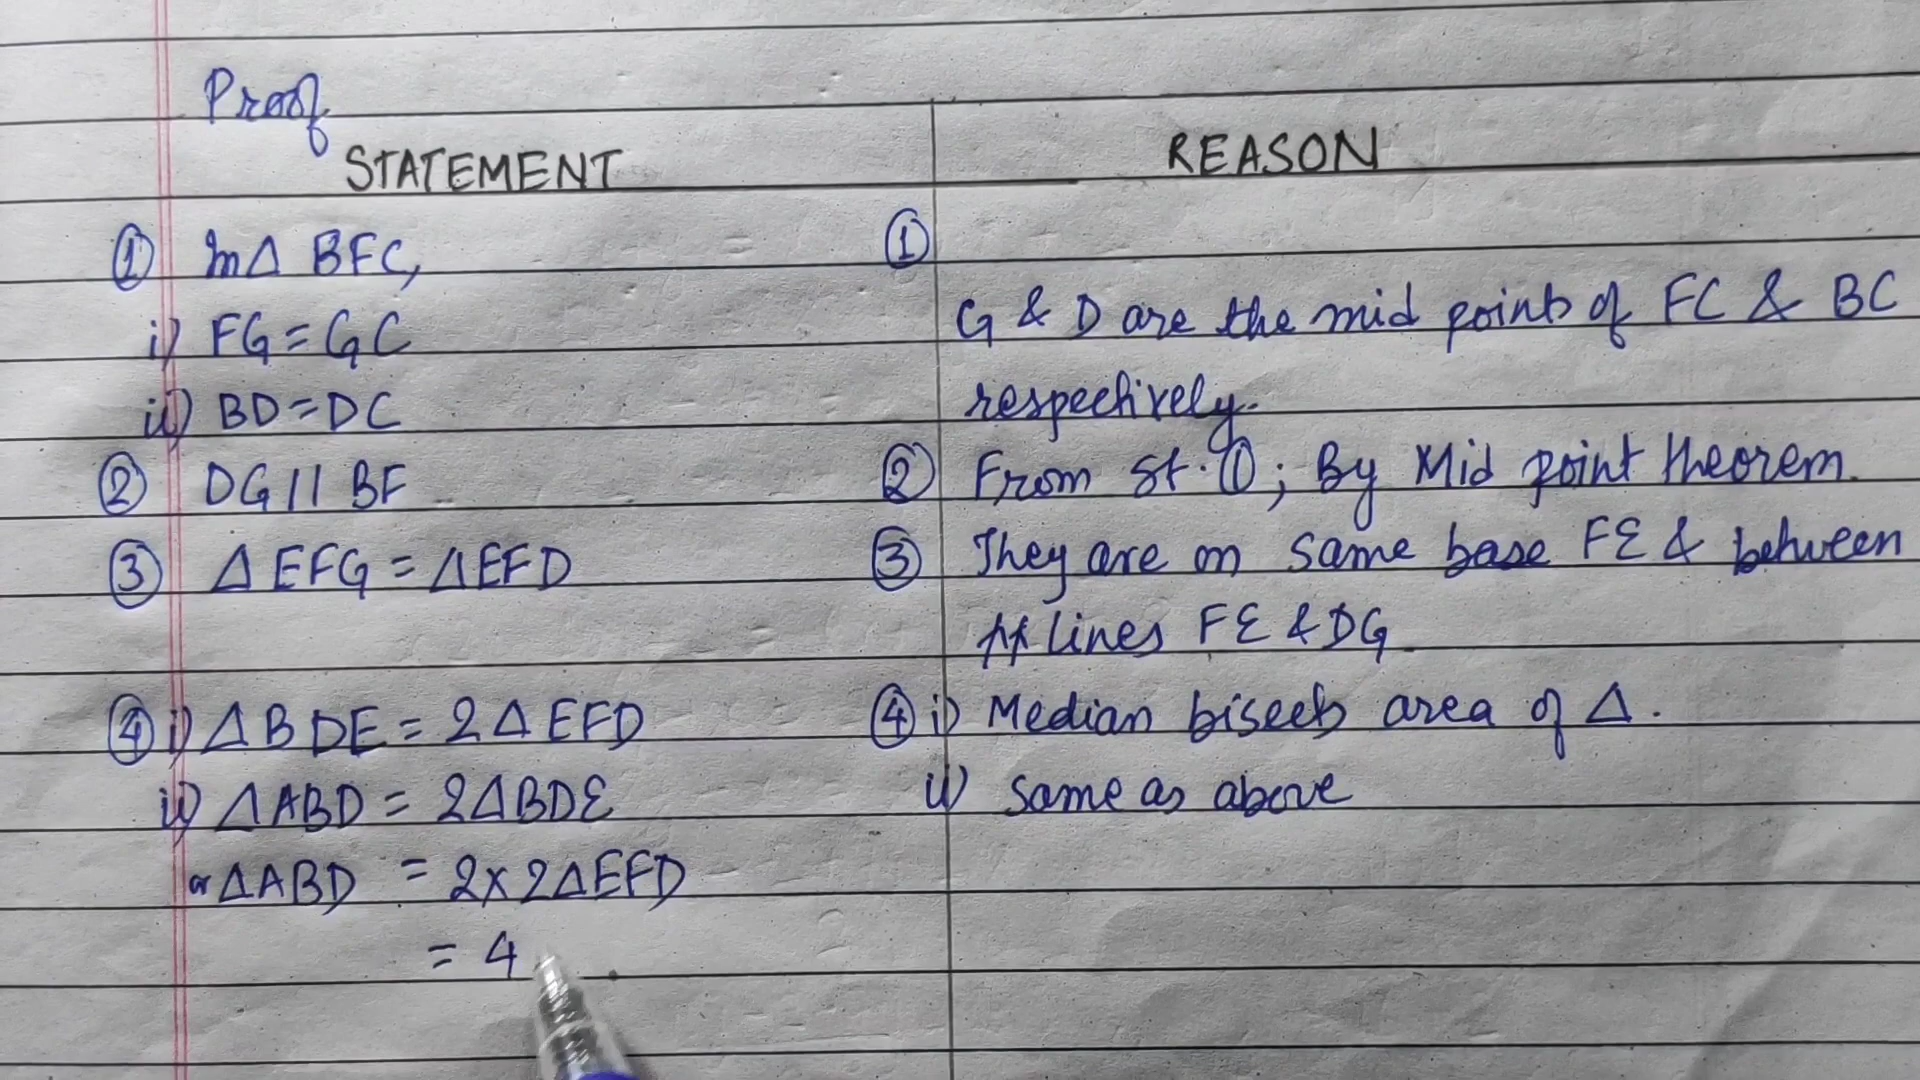 Proof
STATEMENT
REASON
① In Δ BFC,
①
i) FG = GC
G & D are the mid points of FC & BC
ii) BD = DC
respectively.
② DG || BF
② From st. ①; By Mid point theorem.
③ Δ EFG = Δ EFD
③ They are on same base FE & between
lines FE & DG
④ i) Δ BDE = 2 Δ EFD
④ i) Median bisects area of Δ.
ii) Δ ABD = 2 Δ BDE
ii) same as above
or Δ ABD = 2 x 2 Δ EFD
= 4